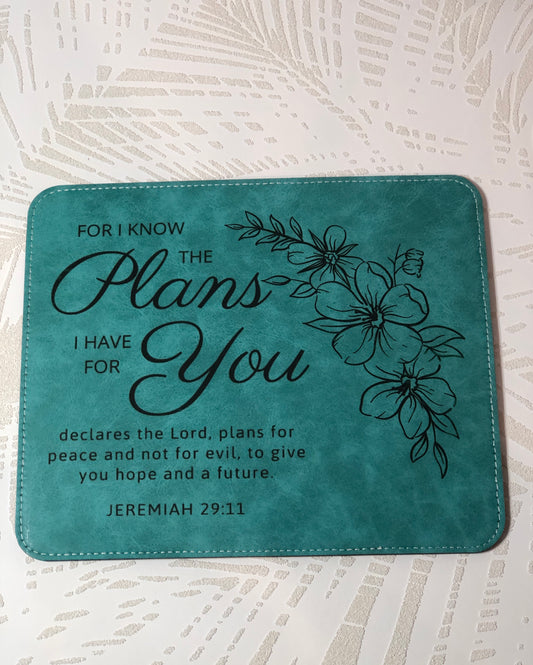 FOR I KNOW
THE
Plans
I HAVE
FOR
You
declares the Lord, plans for
peace and not for evil, to give
you hope and a future.
JEREMIAH 29:11